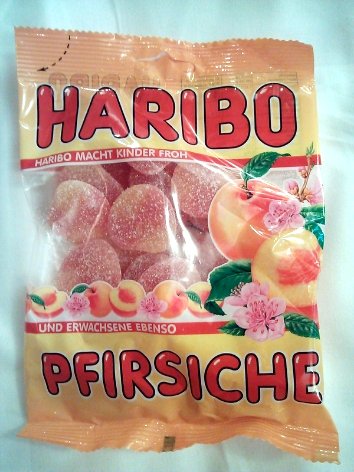 HARIBO
HARIBO MACHT KINDER FROH
UND ERWACHSENE EBENSO
PFIRSICHE